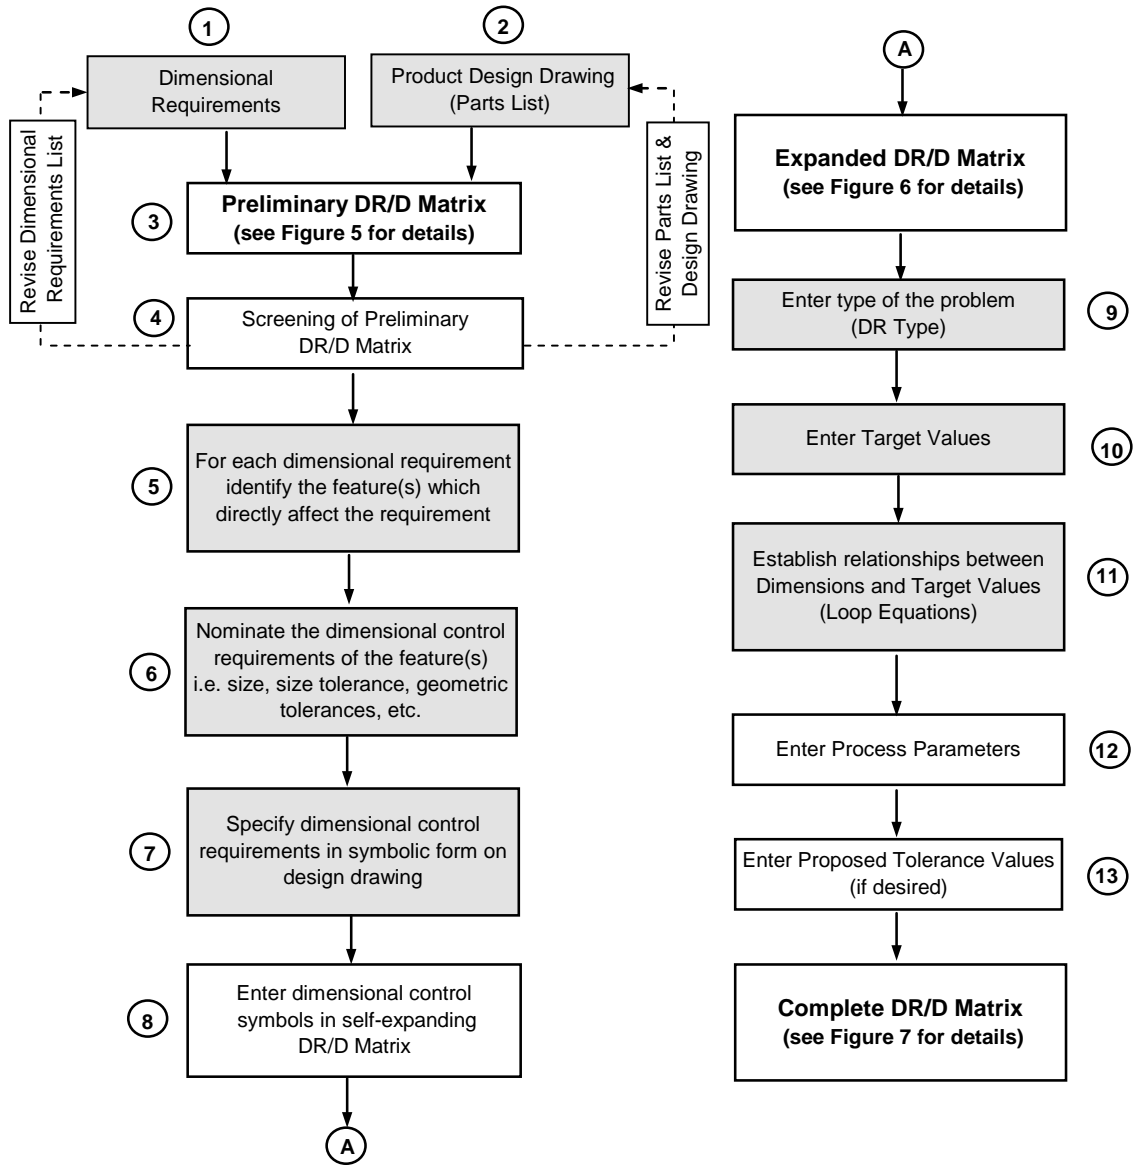 1
Dimensional
Requirements
2
Product Design Drawing
(Parts List)
Revise Dimensional
Requirements List
Revise Parts List &
Design Drawing
3
Preliminary DR/D Matrix
(see Figure 5 for details)
4
Screening of Preliminary
DR/D Matrix
5
For each dimensional requirement
identify the feature(s) which
directly affect the requirement
6
Nominate the dimensional control
requirements of the feature(s)
i.e. size, size tolerance, geometric
tolerances, etc.
7
Specify dimensional control
requirements in symbolic form on
design drawing
8
Enter dimensional control
symbols in self-expanding
DR/D Matrix
A
A
Expanded DR/D Matrix
(see Figure 6 for details)
Enter type of the problem
(DR Type)
9
Enter Target Values
10
Establish relationships between
Dimensions and Target Values
(Loop Equations)
11
Enter Process Parameters
12
Enter Proposed Tolerance Values
(if desired)
13
Complete DR/D Matrix
(see Figure 7 for details)